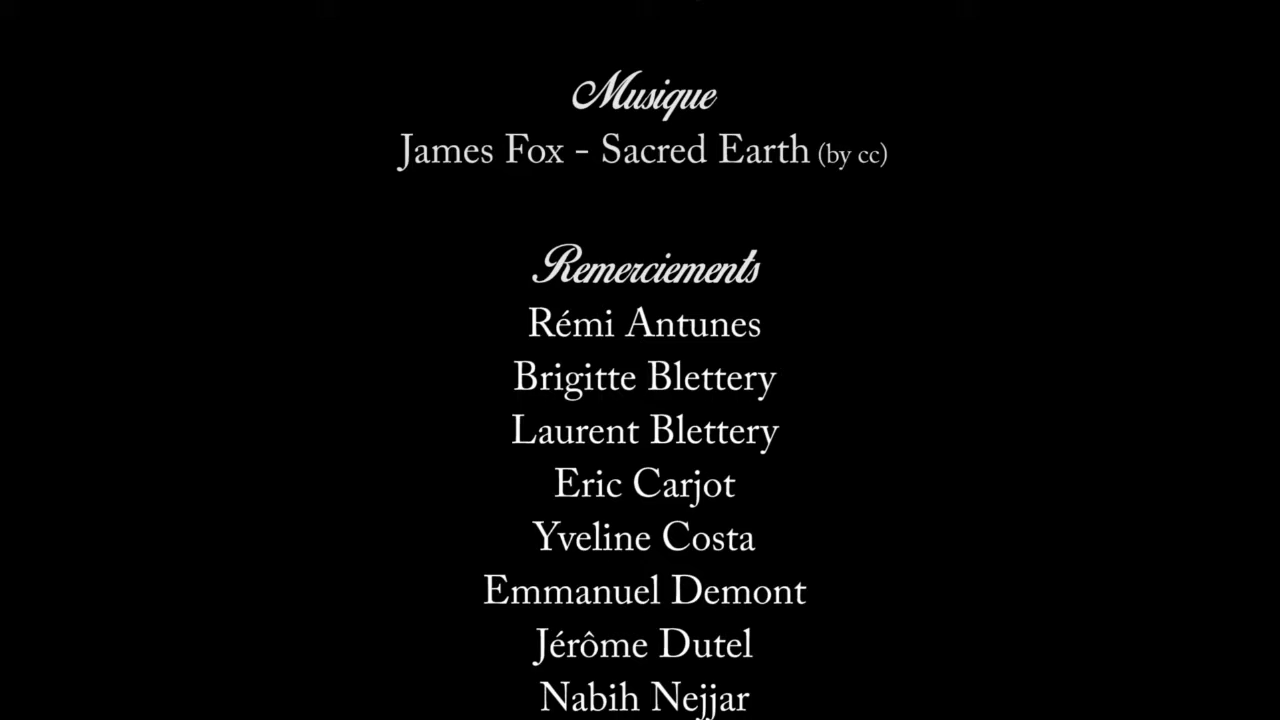 Musique
James Fox - Sacred Earth (by cc)
Remerciements
Rémi Antunes
Brigitte Blettery
Laurent Blettery
Eric Carjot
Yveline Costa
Emmanuel Demont
Jérôme Dutel
Nabih Nejjar